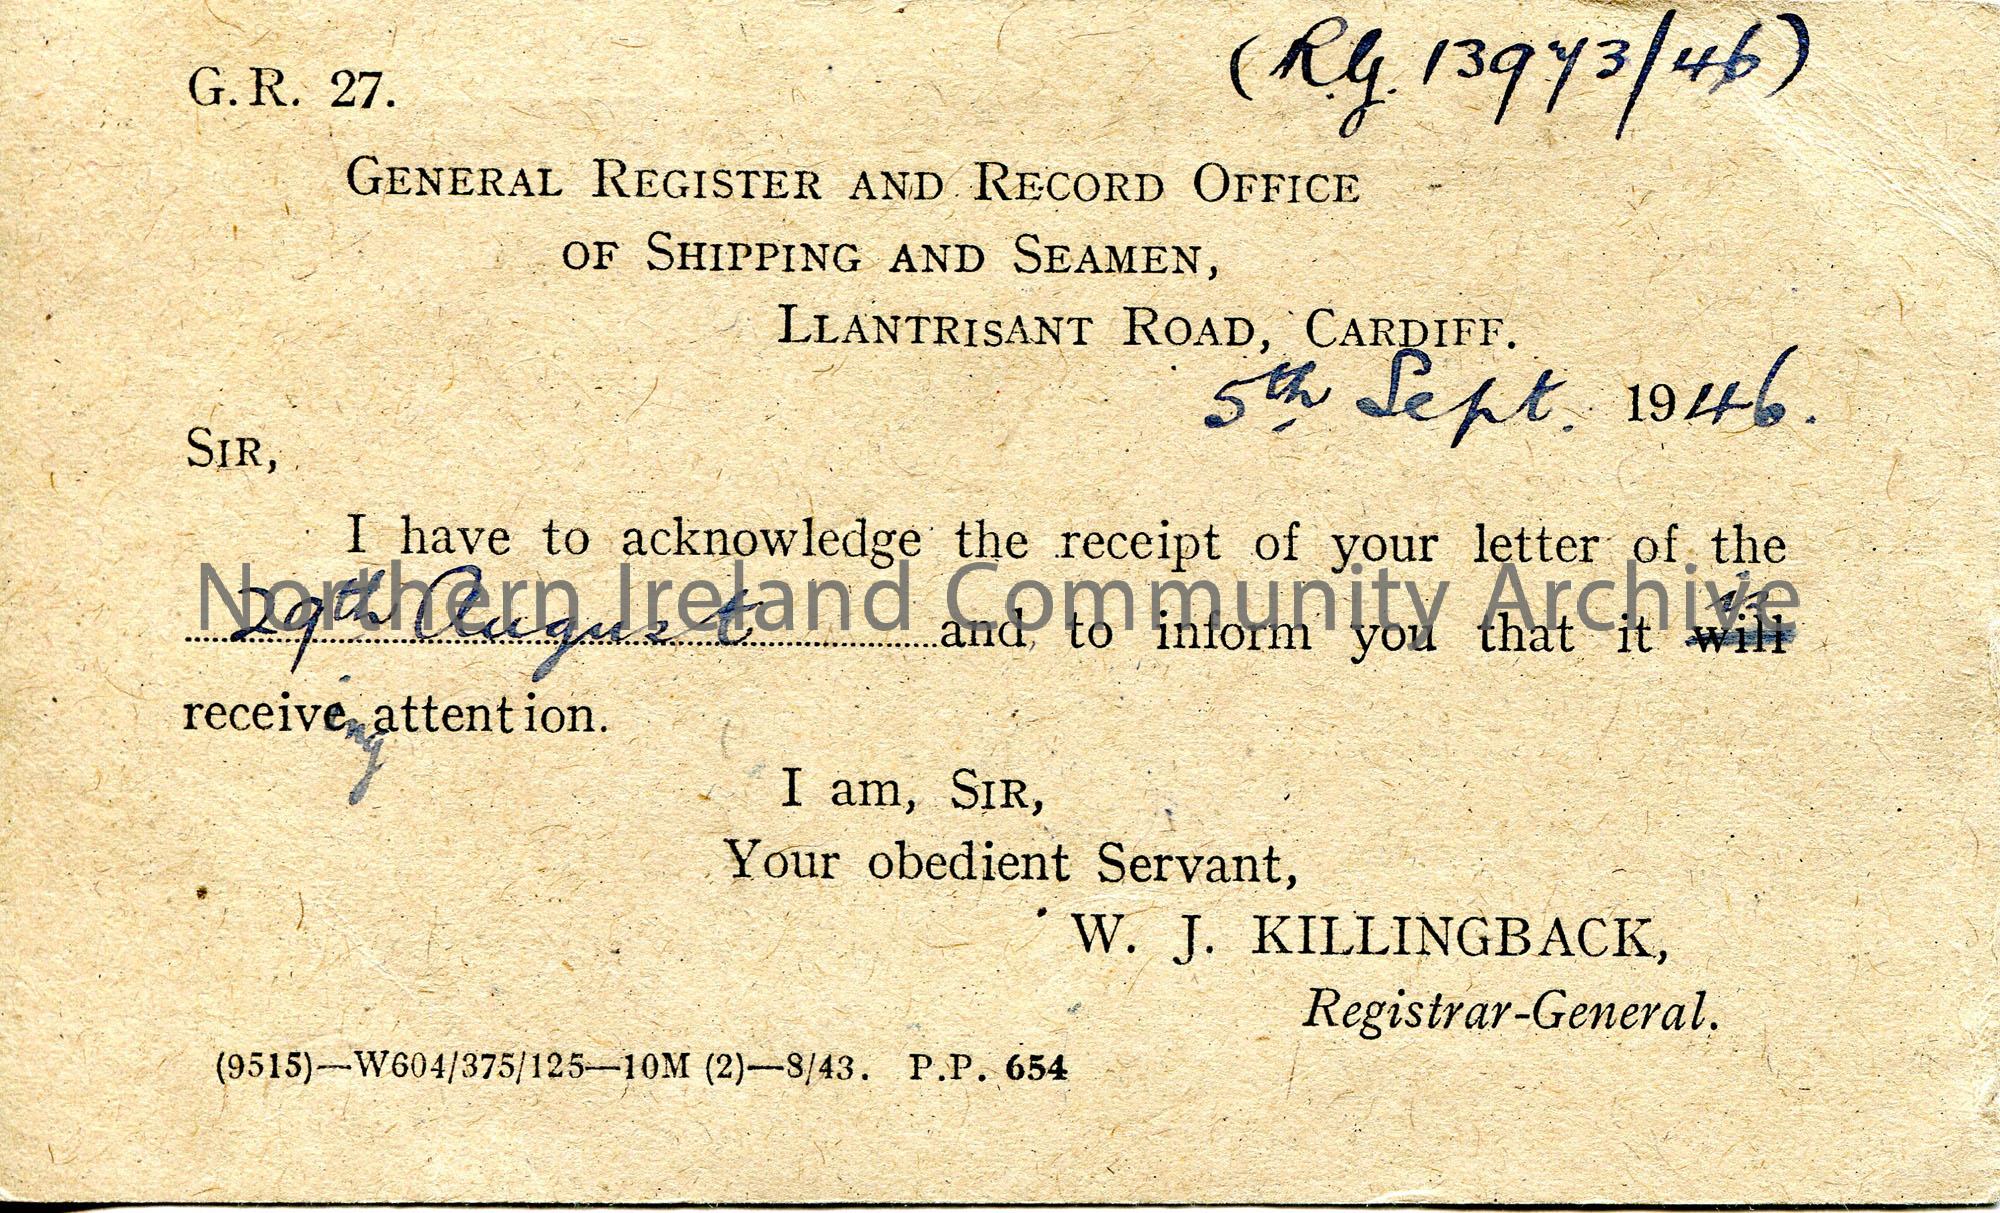 (R.G. 13973/46)
G.R. 27.
GENERAL REGISTER AND RECORD OFFICE
OF SHIPPING AND SEAMEN,
LLANTRISANT ROAD, CARDIFF.
5th Sept. 1946.
SIR,
I have to acknowledge the receipt of your letter of the
29th August and to inform you that it will is
receiveing attention.
I am, SIR,
Your obedient Servant,
W. J. KILLINGBACK,
Registrar-General.
(9515)—W604/375/125—10M (2)—8/43. P.P. 654
Northern Ireland Community Archive